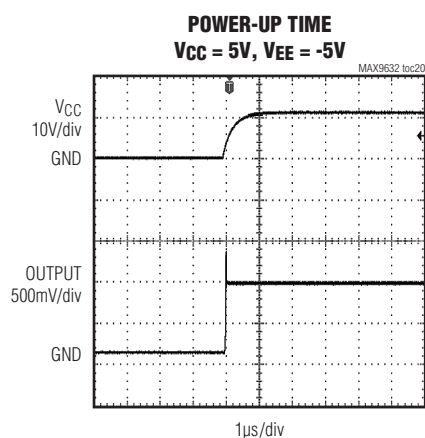 POWER-UP TIME
VCC = 5V, VEE = -5V
MAX9632 toc20
VCC
10V/div
GND
OUTPUT
500mV/div
GND
1µs/div